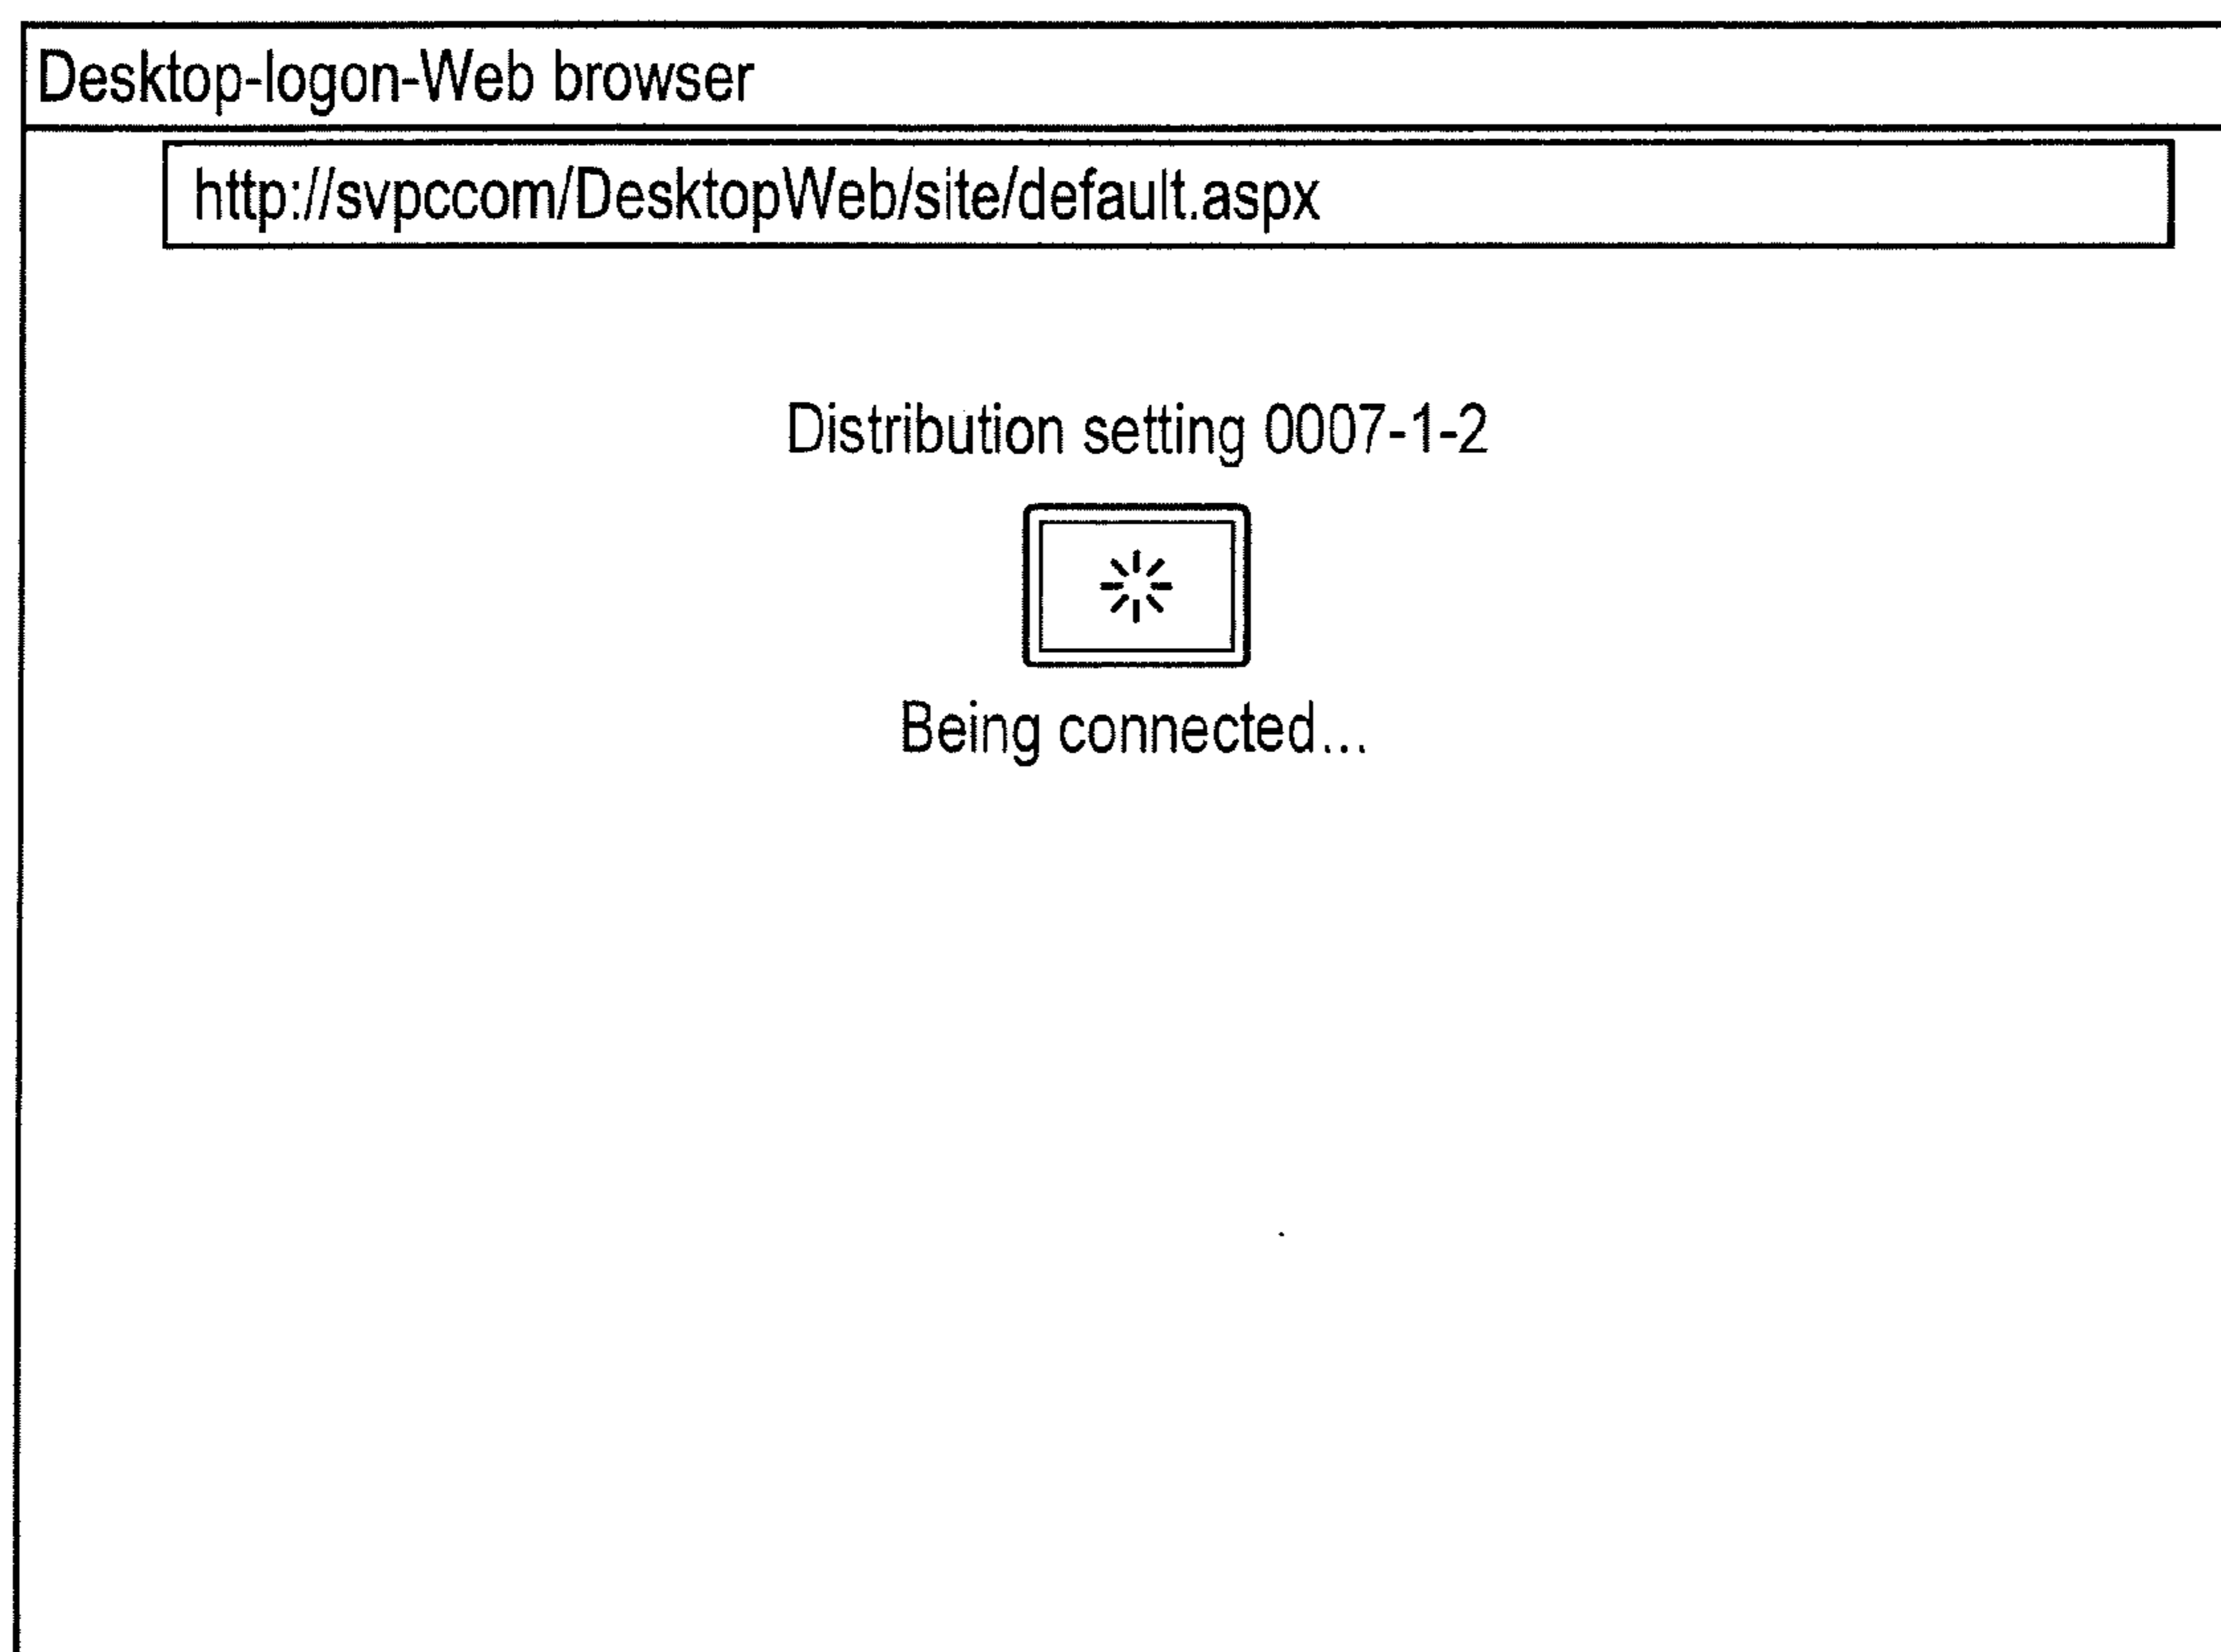 Desktop-logon-Web browser
http://svpccom/DesktopWeb/site/default.aspx
Distribution setting 0007-1-2
Being connected...